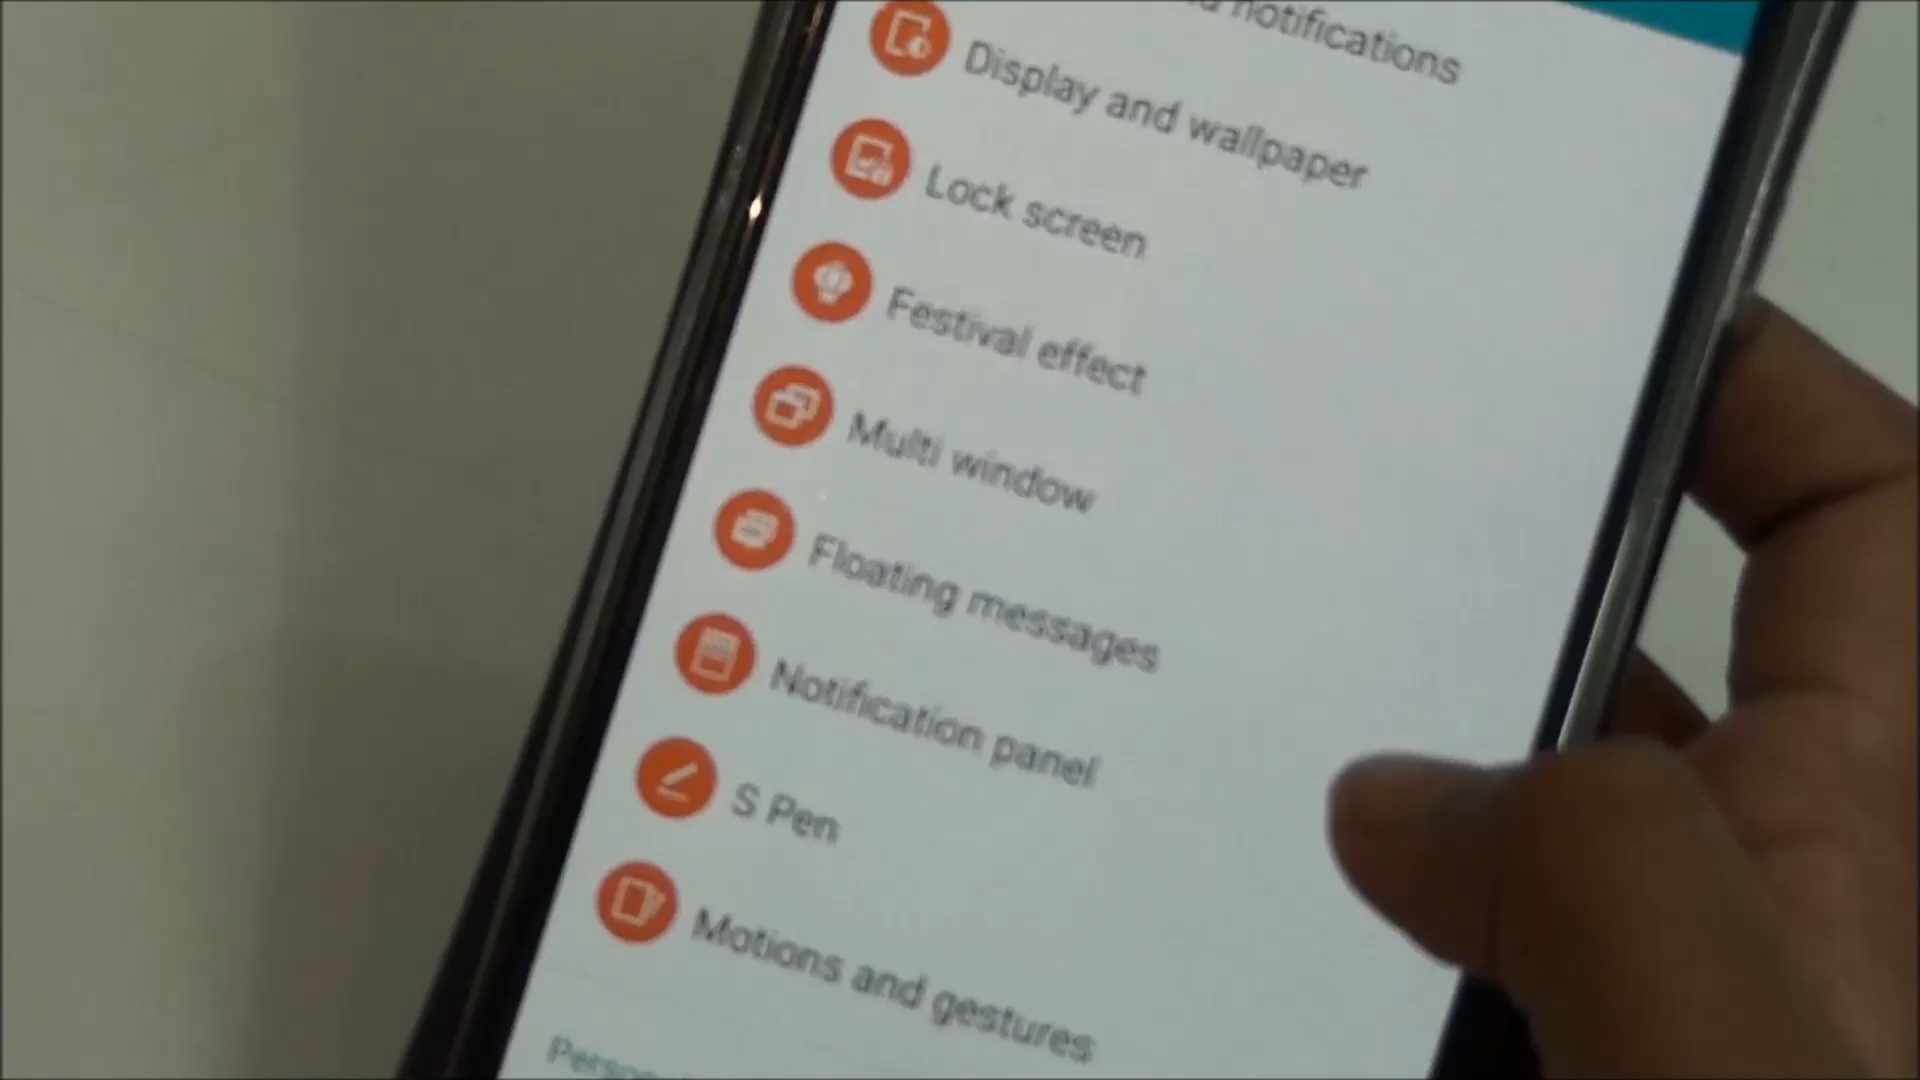 notifications
Display and wallpaper
Lock screen
Festival effect
Multi window
Floating messages
Notification panel
S Pen
Motions and gestures